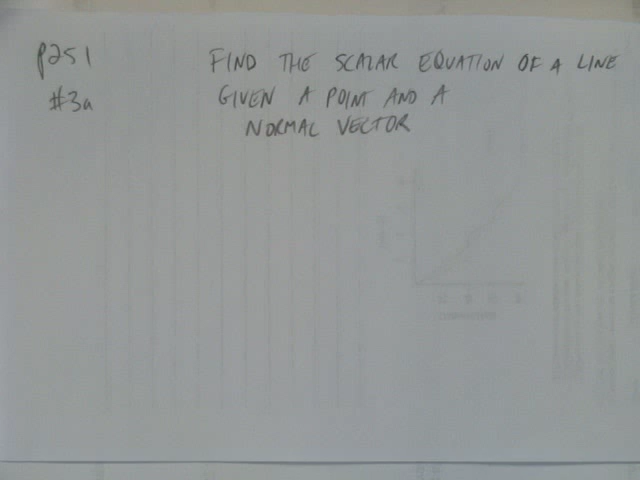 p251 FIND THE SCALAR EQUATION OF A LINE
#3a GIVEN A POINT AND A
NORMAL VECTOR